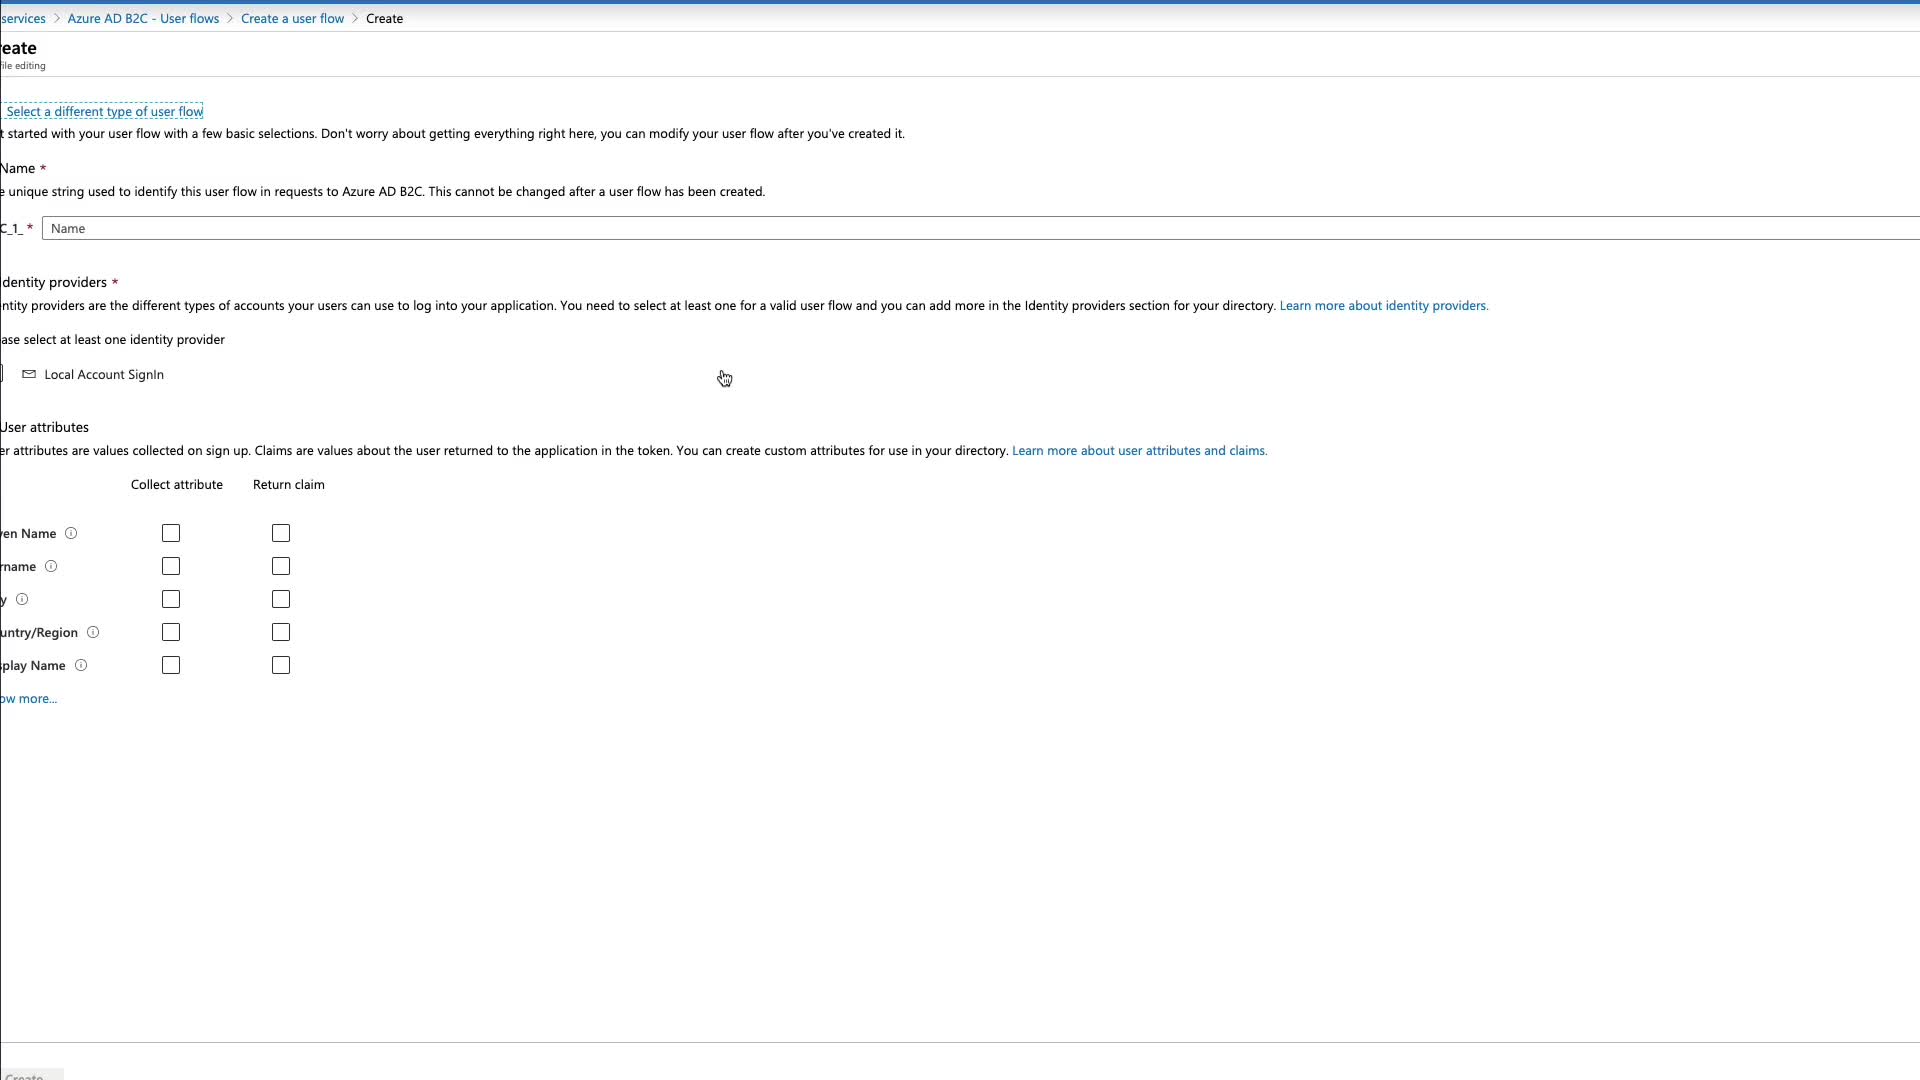 services > Azure AD B2C - User flows > Create a user flow > Create
reate
file editing
Select a different type of user flow
t started with your user flow with a few basic selections. Don't worry about getting everything right here, you can modify your user flow after you've created it.
Name *
e unique string used to identify this user flow in requests to Azure AD B2C. This cannot be changed after a user flow has been created.
C_1_ * Name
dentity providers *
ntity providers are the different types of accounts your users can use to log into your application. You need to select at least one for a valid user flow and you can add more in the Identity providers section for your directory. Learn more about identity providers.
ase select at least one identity provider
Local Account SignIn
User attributes
er attributes are values collected on sign up. Claims are values about the user returned to the application in the token. You can create custom attributes for use in your directory. Learn more about user attributes and claims.
Collect attribute Return claim
ven Name
rname
y
untry/Region
splay Name
ow more...
Create